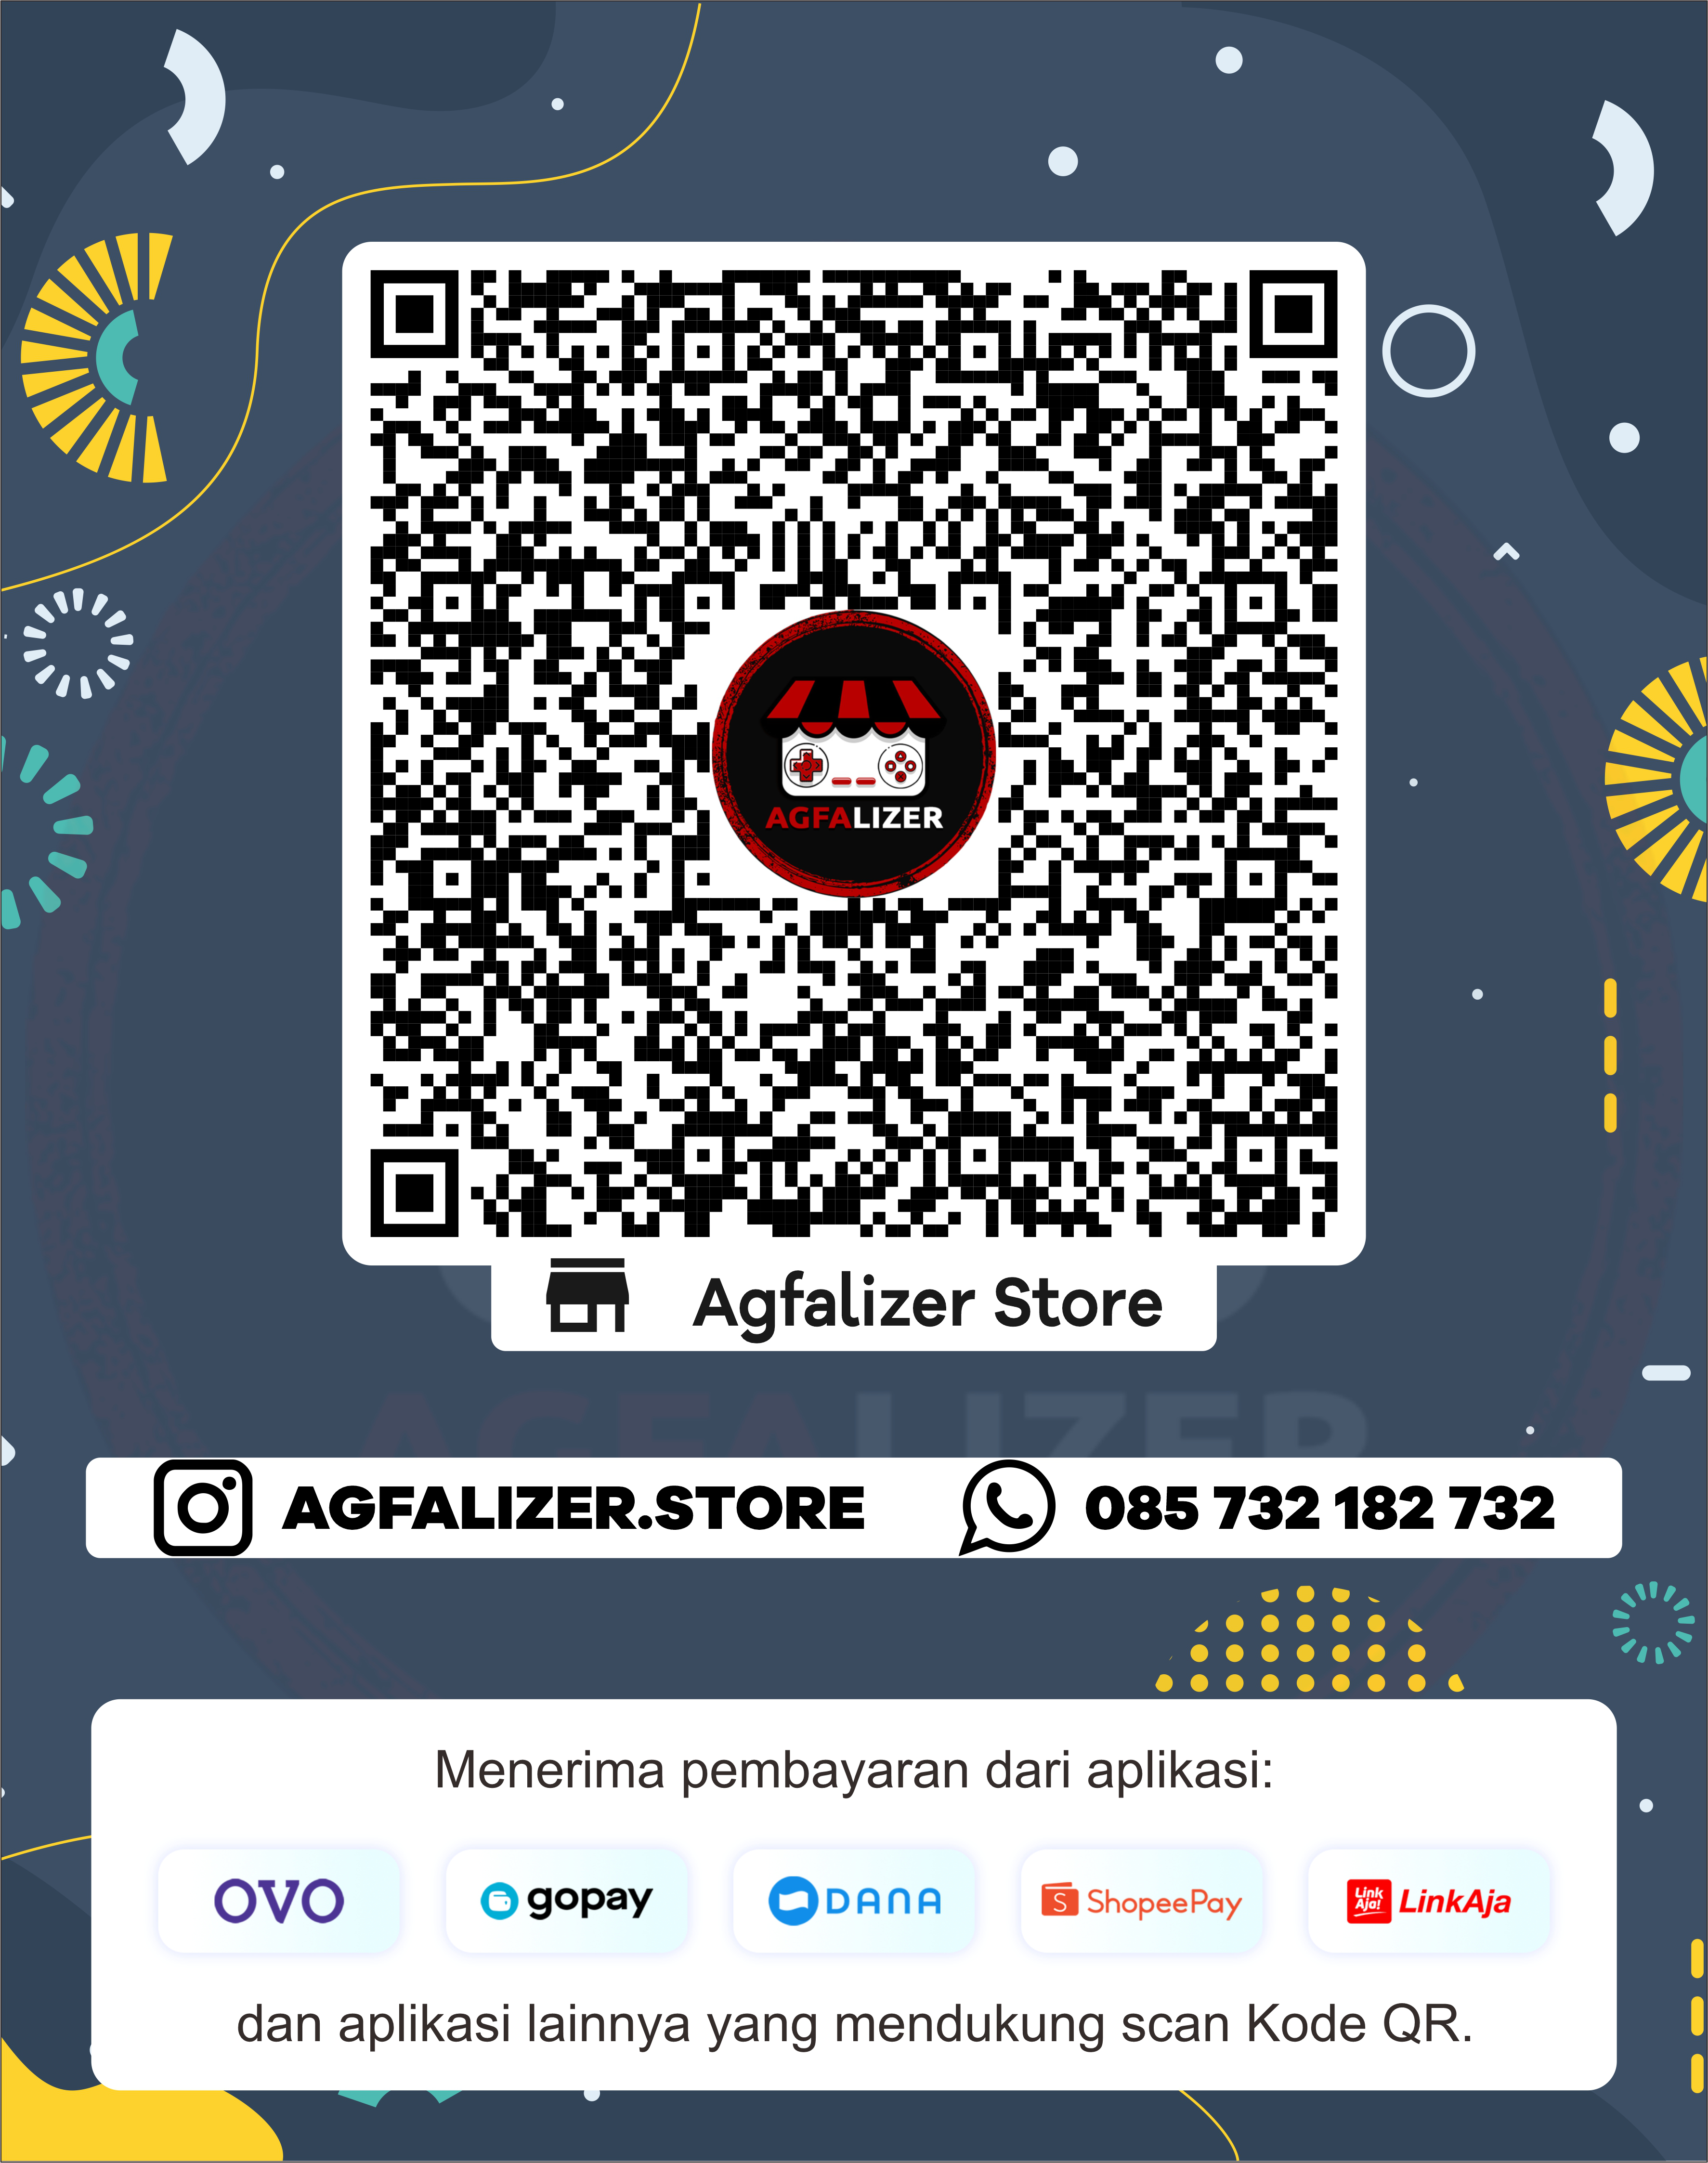 AGFALIZER
Agfalizer Store
AGFALIZER
AGFALIZER.STORE
085 732 182 732
Menerima pembayaran dari aplikasi:
OVO
gopay
DANA
S ShopeePay
Link Aja! LinkAja
dan aplikasi lainnya yang mendukung scan Kode QR.